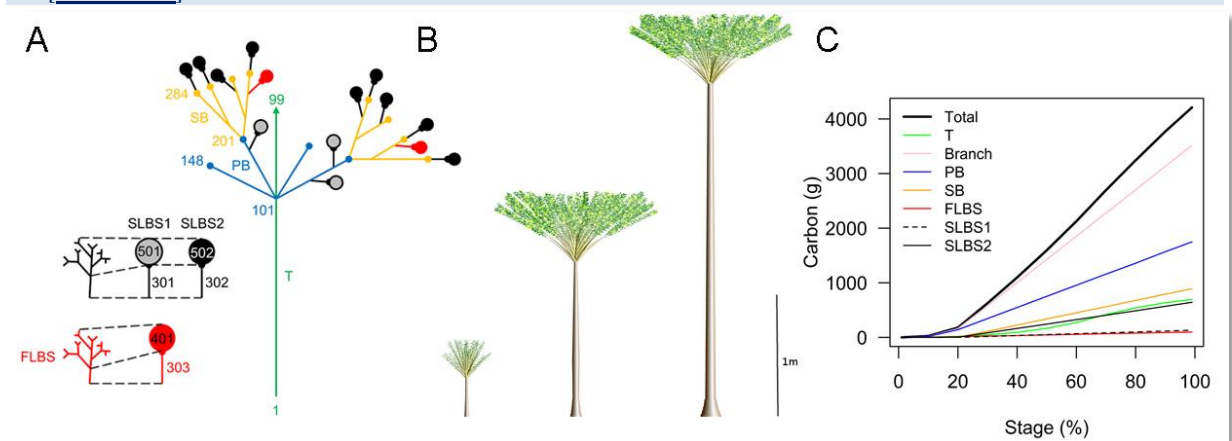 A
99
284
SB
201
148
PB
101
SLBS1 SLBS2
501
502
301
302
T
401
FLBS
303
1
B
1m
C
Carbon (g)
4000
3000
2000
1000
0
Total
T
Branch
PB
SB
FLBS
SLBS1
SLBS2
0 20 40 60 80 100
Stage (%)